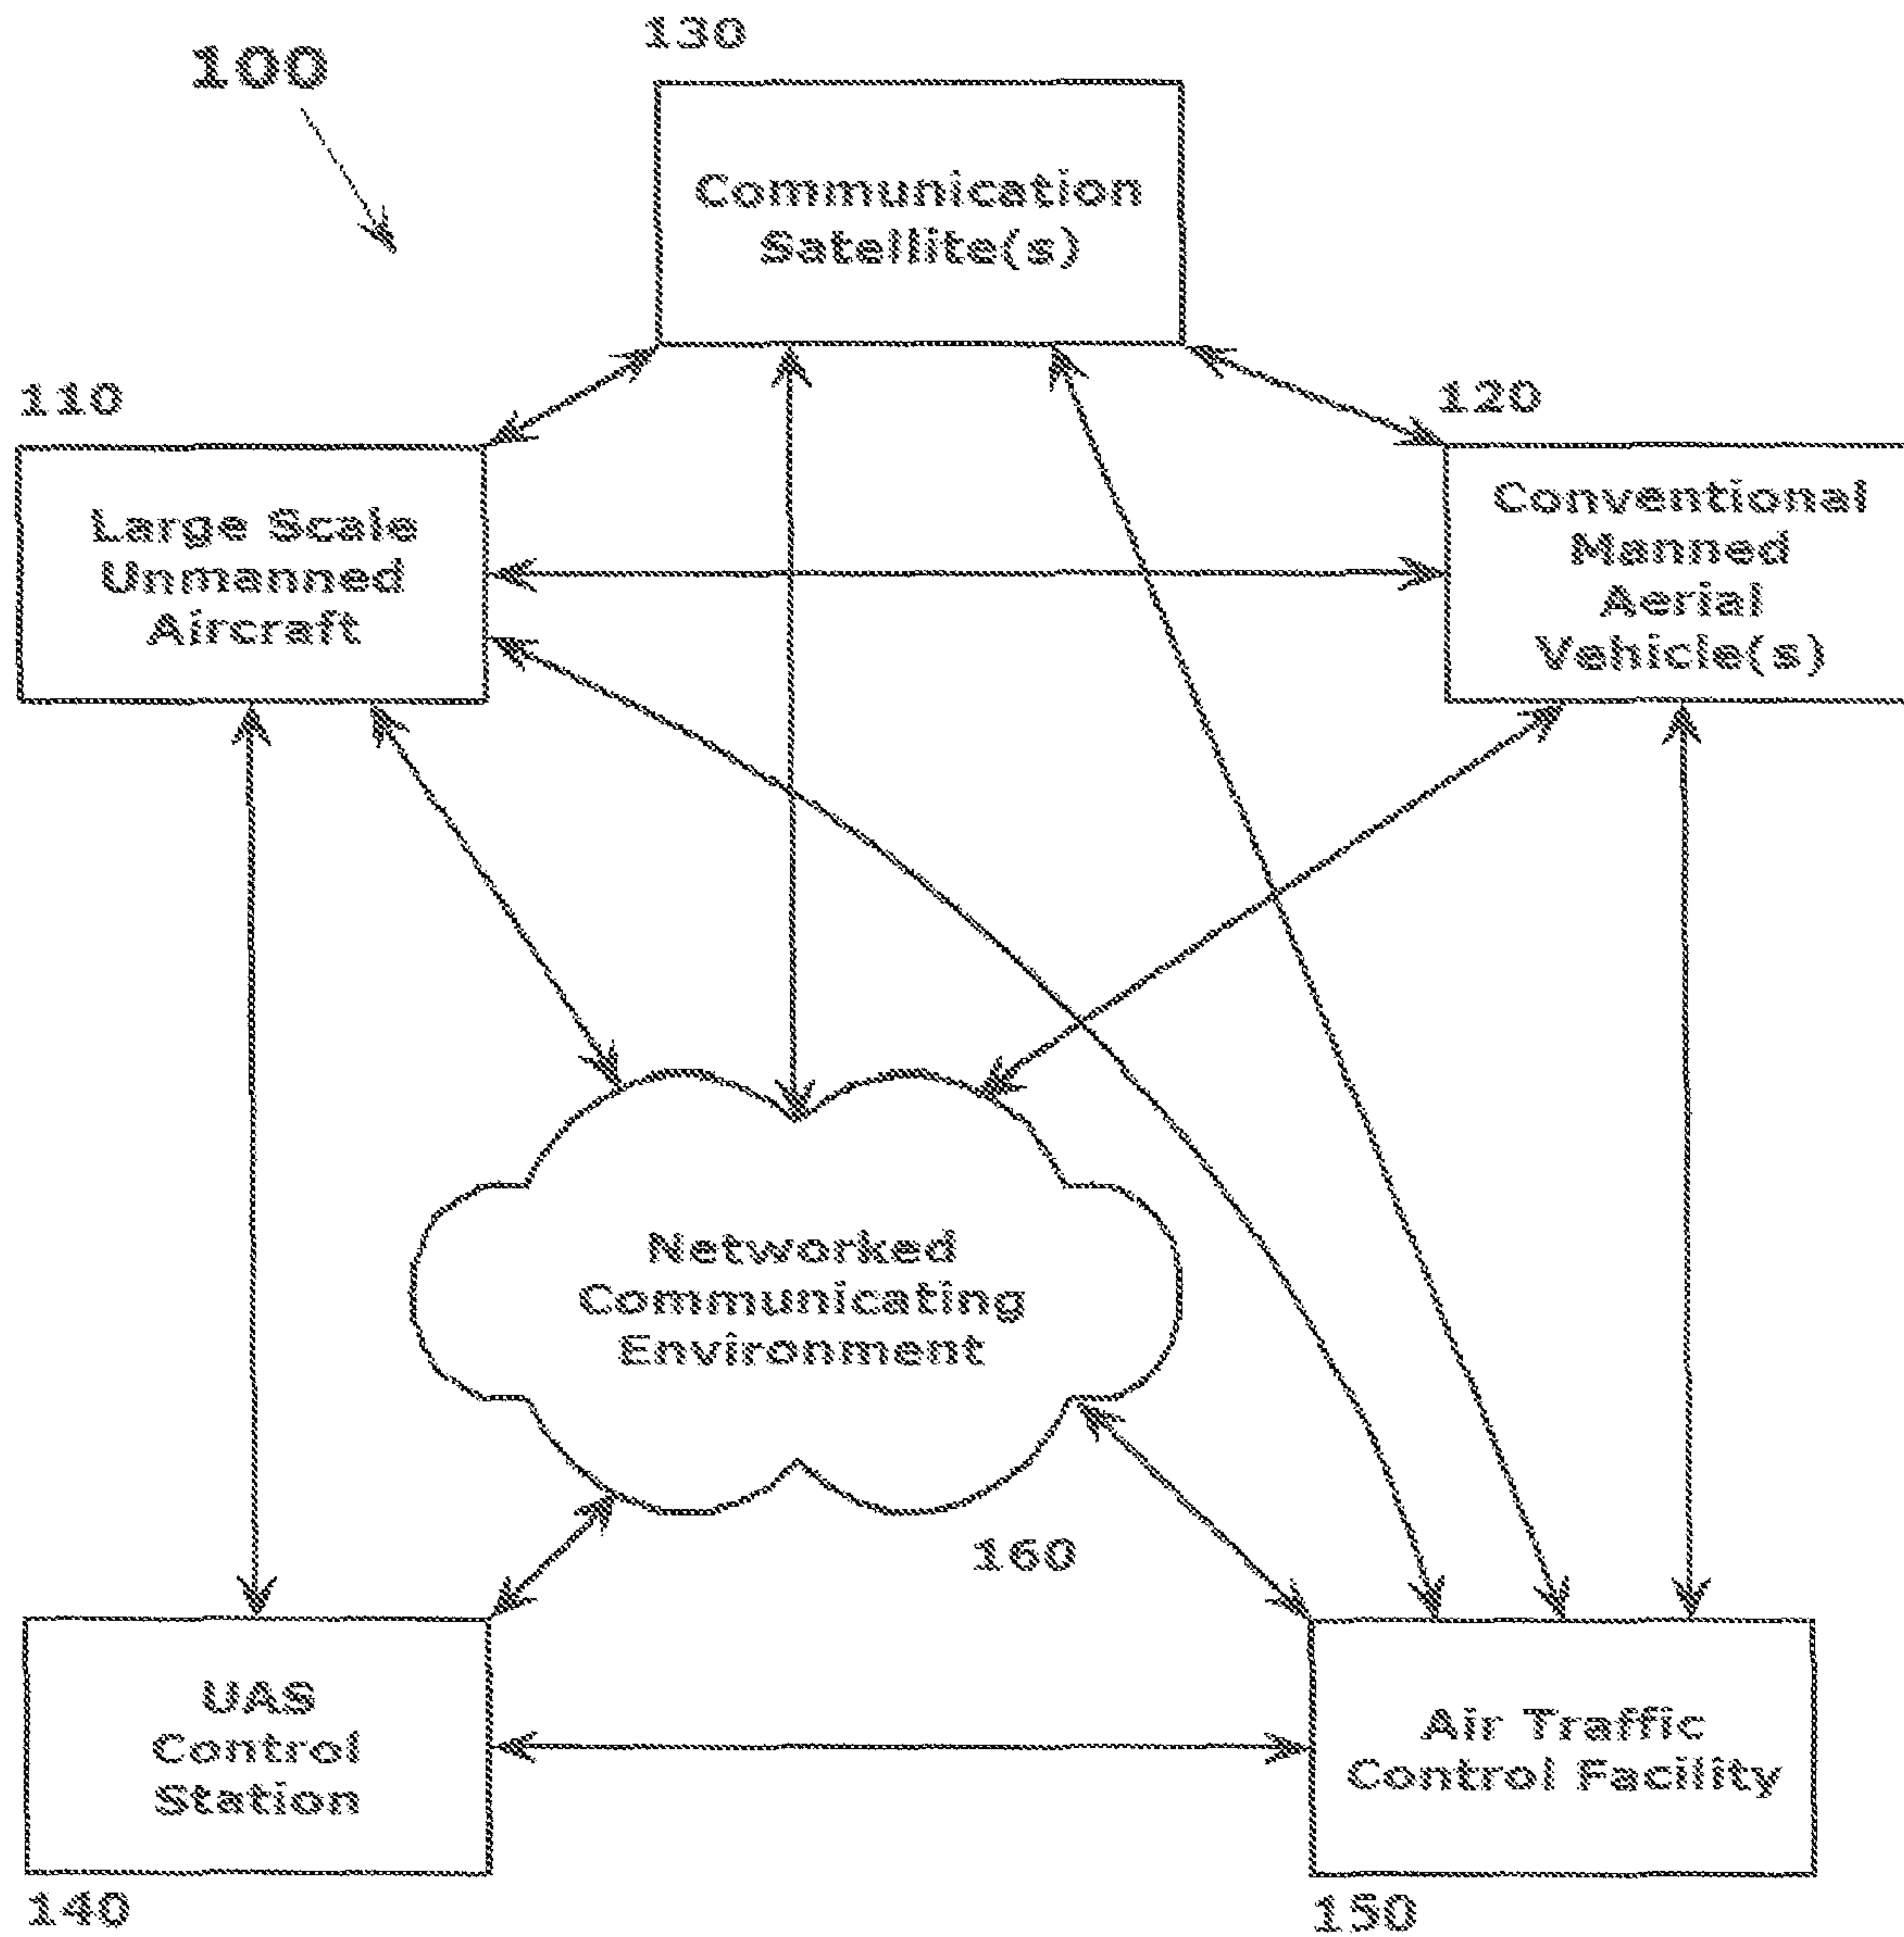 130
100
Communication
Satellite(s)
110
120
Large Scale
Unmanned
Aircraft
Conventional
Manned
Aerial
Vehicle(s)
Networked
Communicating
Environment
160
UAS
Control
Station
Air Traffic
Control Facility
140
150